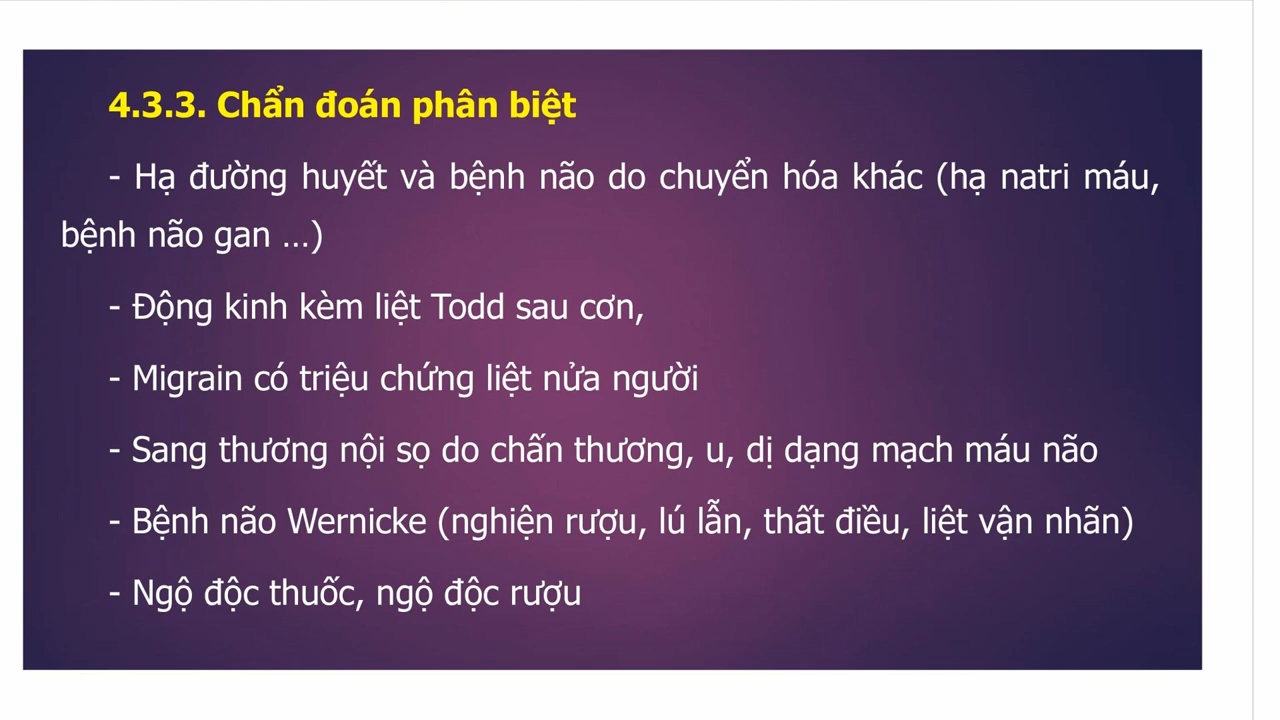 4.3.3. Chẩn đoán phân biệt
- Hạ đường huyết và bệnh não do chuyển hóa khác (hạ natri máu,
bệnh não gan ...)
- Động kinh kèm liệt Todd sau cơn,
- Migrain có triệu chứng liệt nửa người
- Sang thương nội sọ do chấn thương, u, dị dạng mạch máu não
- Bệnh não Wernicke (nghiện rượu, lú lẫn, thất điều, liệt vận nhãn)
- Ngộ độc thuốc, ngộ độc rượu